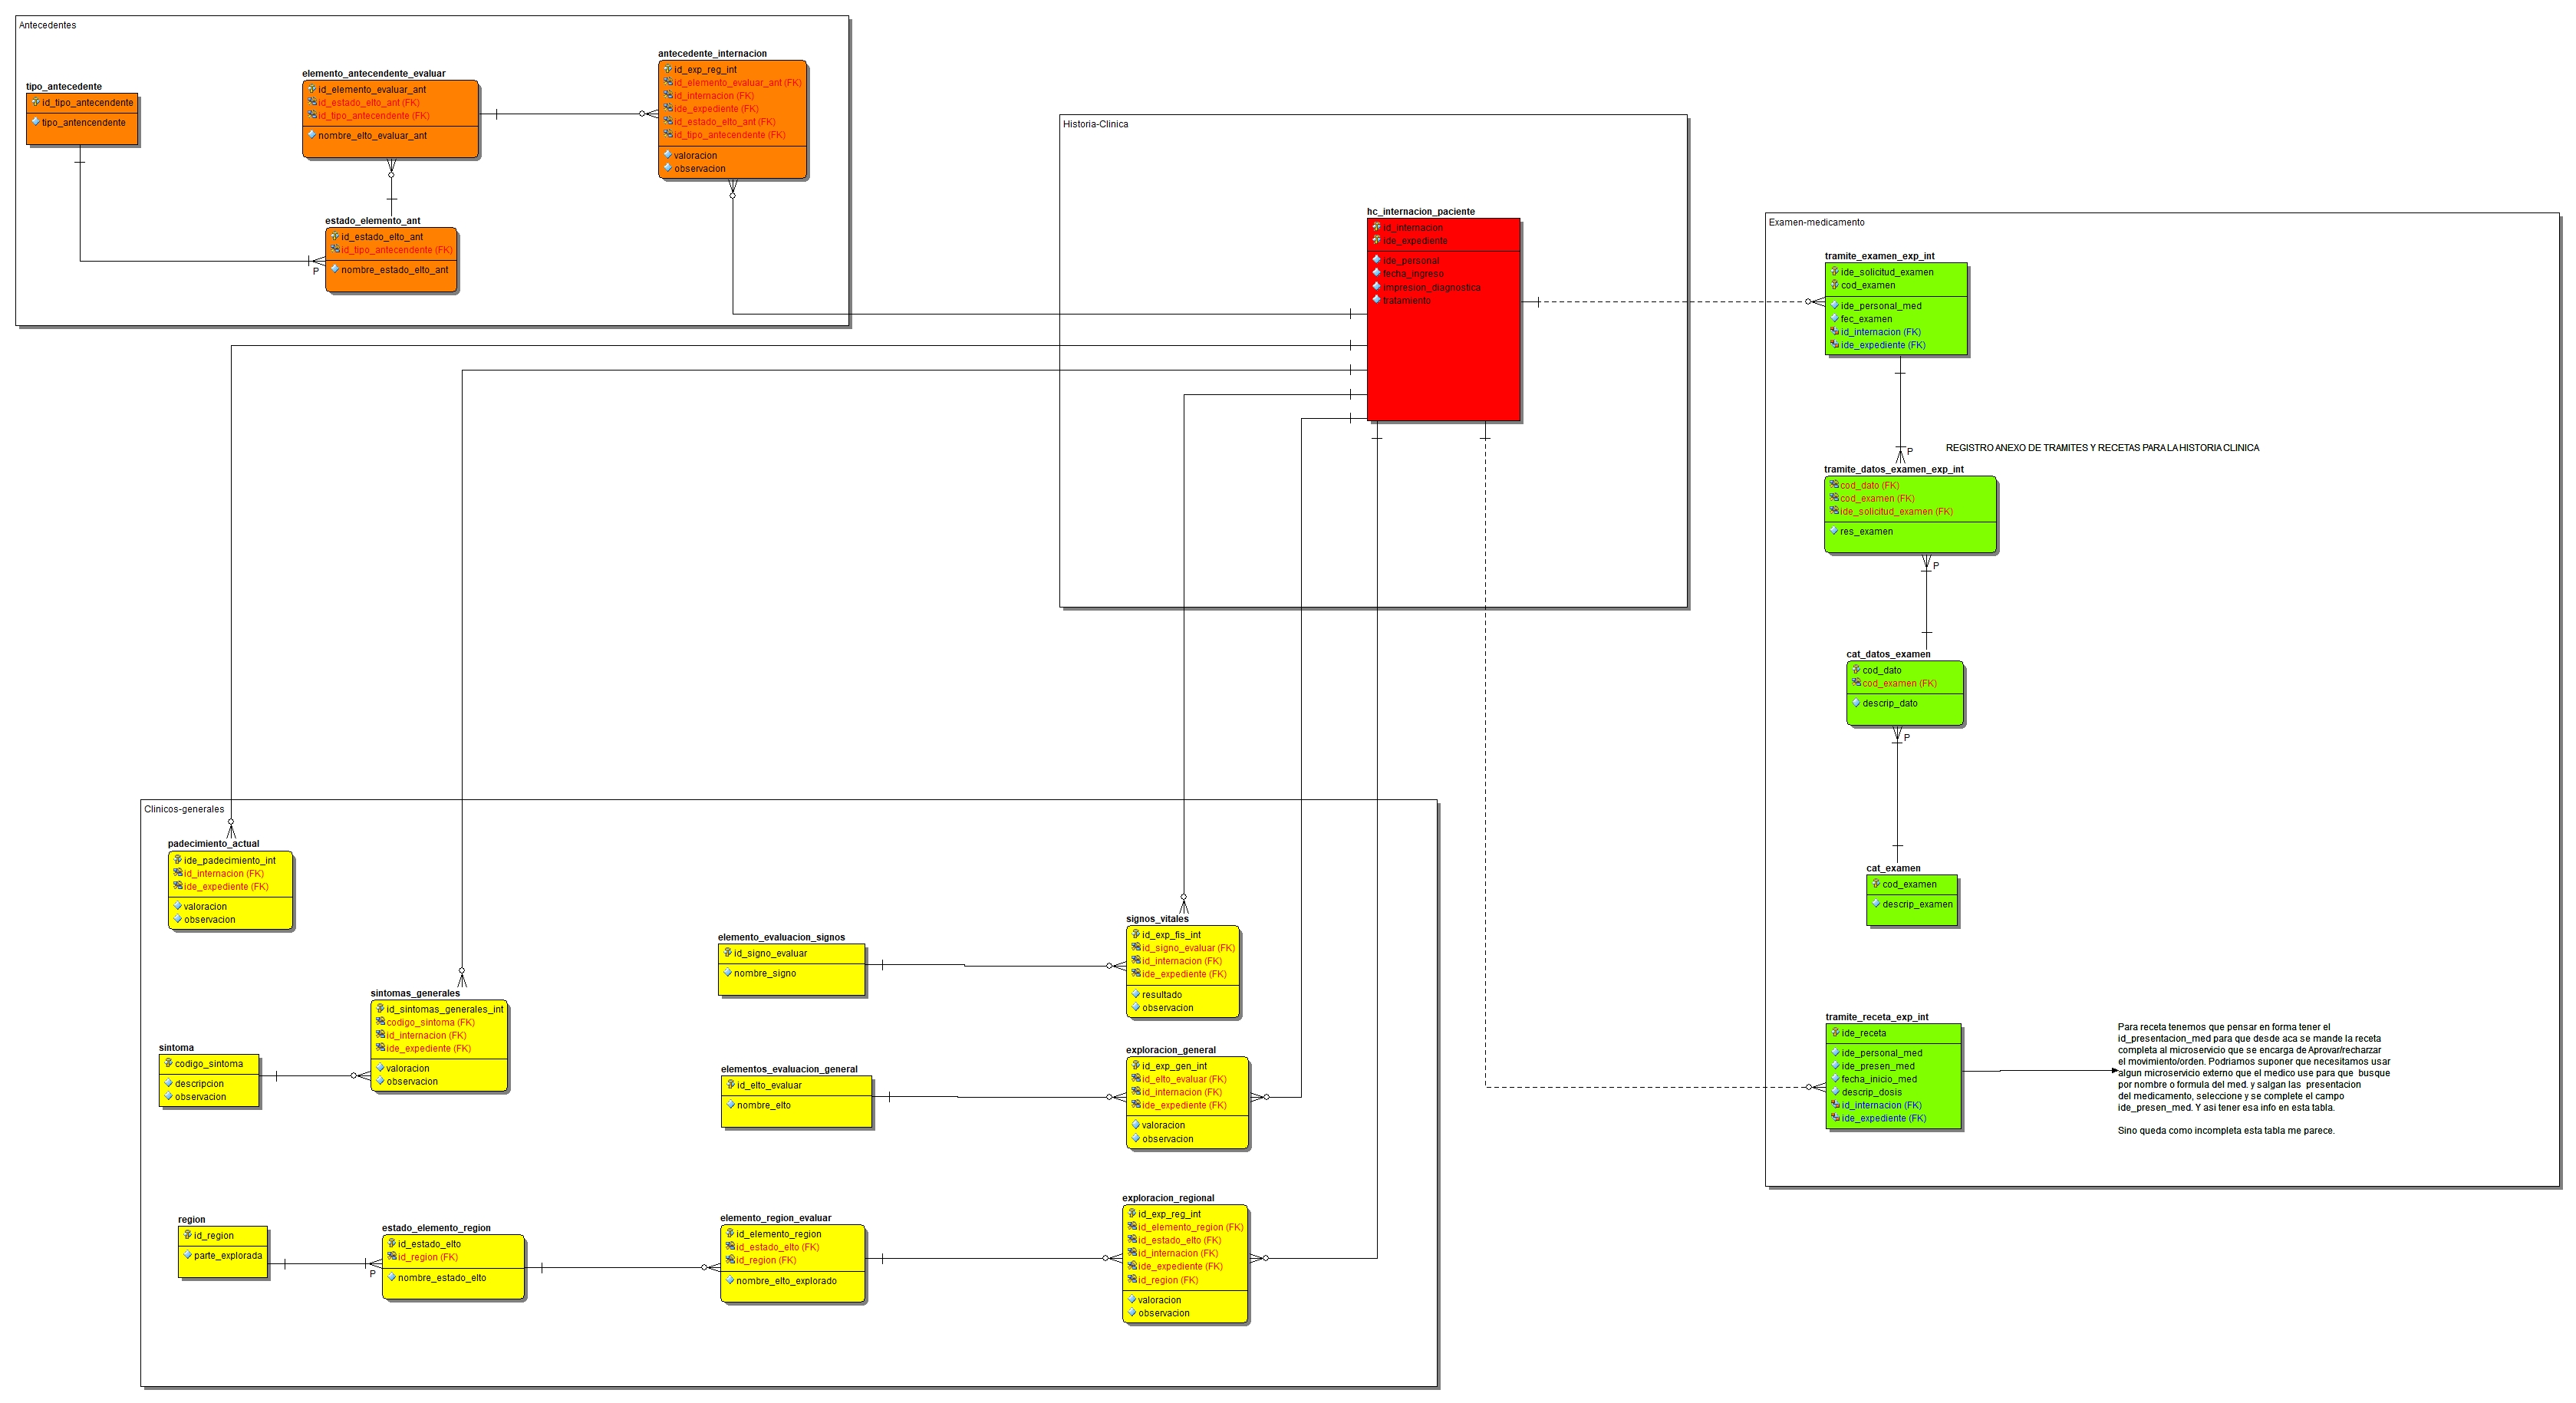 Antecedentes
tipo_antecedente
id_tipo_antecendente
tipo_antencendente
elemento_antecendente_evaluar
id_elemento_evaluar_ant
id_estado_elto_ant (FK)
id_tipo_antecendente (FK)
nombre_elto_evaluar_ant
antecedente_internacion
id_exp_reg_int
id_elemento_evaluar_ant (FK)
id_internacion (FK)
ide_expediente (FK)
id_estado_elto_ant (FK)
id_tipo_antecendente (FK)
valoracion
observacion
estado_elemento_ant
id_estado_elto_ant
id_tipo_antecendente (FK)
nombre_estado_elto_ant
P
Historia-Clinica
hc_internacion_paciente
id_internacion
ide_expediente
ide_personal
fecha_ingreso
impresion_diagnostica
tratamiento
Examen-medicamento
tramite_examen_exp_int
ide_solicitud_examen
cod_examen
ide_personal_med
fec_examen
id_internacion (FK)
ide_expediente (FK)
P
REGISTRO ANEXO DE TRAMITES Y RECETAS PARA LA HISTORIA CLINICA
tramite_datos_examen_exp_int
cod_dato (FK)
cod_examen (FK)
ide_solicitud_examen (FK)
res_examen
P
cat_datos_examen
cod_dato
cod_examen (FK)
descrip_dato
P
cat_examen
cod_examen
descrip_examen
tramite_receta_exp_int
ide_receta
ide_personal_med
ide_presen_med
fecha_inicio_med
descrip_dosis
id_internacion (FK)
ide_expediente (FK)
Para receta tenemos que pensar en forma tener el
id_presentacion_med para que desde aca se mande la receta
completa al microservicio que se encarga de Aprovar/recharzar
el movimiento/orden. Podriamos suponer que necesitamos usar
algun microservicio externo que el medico use para que busque
por nombre o formula del med. y salgan las presentacion
del medicamento, seleccione y se complete el campo
ide_presen_med. Y asi tener esa info en esta tabla.
Sino queda como incompleta esta tabla me parece.
Clinicos-generales
padecimiento_actual
ide_padecimiento_int
id_internacion (FK)
ide_expediente (FK)
valoracion
observacion
sintomas_generales
id_sintomas_generales_int
codigo_sintoma (FK)
id_internacion (FK)
ide_expediente (FK)
valoracion
observacion
sintoma
codigo_sintoma
descripcion
observacion
elemento_evaluacion_signos
id_signo_evaluar
nombre_signo
signos_vitales
id_exp_fis_int
id_signo_evaluar (FK)
id_internacion (FK)
ide_expediente (FK)
resultado
observacion
elementos_evaluacion_general
id_elto_evaluar
nombre_elto
exploracion_general
id_exp_gen_int
id_elto_evaluar (FK)
id_internacion (FK)
ide_expediente (FK)
valoracion
observacion
region
id_region
parte_explorada
P
estado_elemento_region
id_estado_elto
id_region (FK)
nombre_estado_elto
elemento_region_evaluar
id_elemento_region
id_estado_elto (FK)
id_region (FK)
nombre_elto_explorado
exploracion_regional
id_exp_reg_int
id_elemento_region (FK)
id_estado_elto (FK)
id_internacion (FK)
ide_expediente (FK)
id_region (FK)
valoracion
observacion